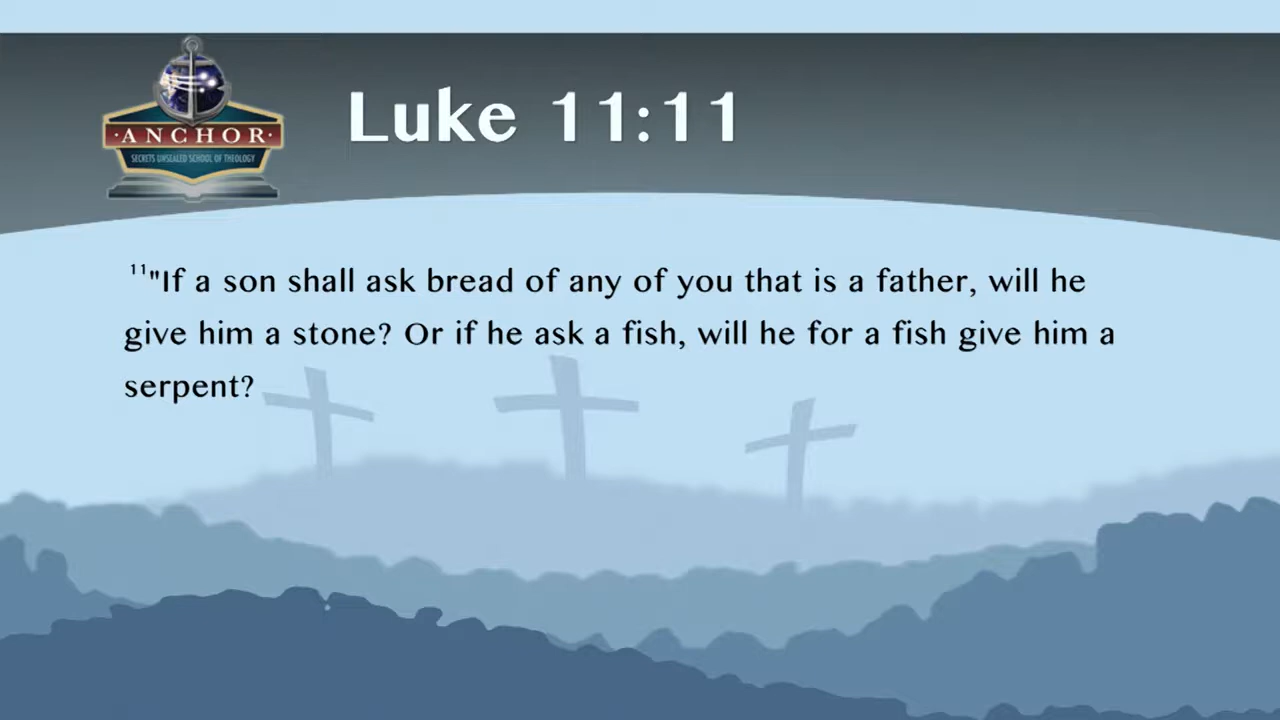 ·ANCHOR·
SECRETS UNSEALED SCHOOL OF THEOLOGY
Luke 11:11
11"If a son shall ask bread of any of you that is a father, will he
give him a stone? Or if he ask a fish, will he for a fish give him a
serpent?